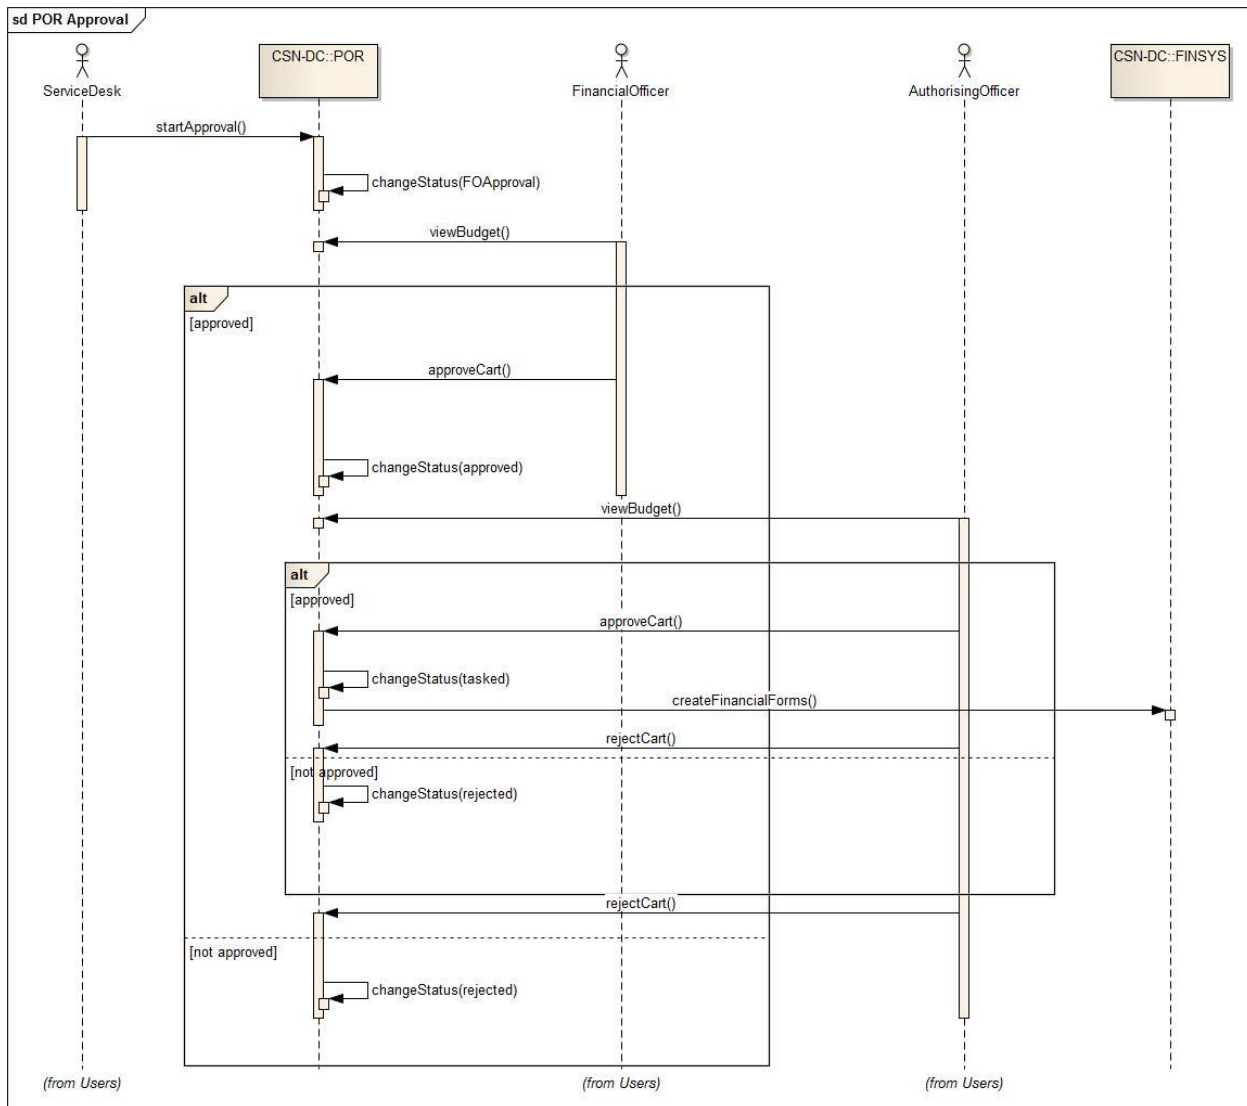 sd POR Approval
ServiceDesk
CSN-DC::POR
FinancialOfficer
AuthorisingOfficer
CSN-DC::FINSYS
startApproval()
changeStatus(FOApproval)
viewBudget()
alt
[approved]
approveCart()
changeStatus(approved)
viewBudget()
alt
[approved]
approveCart()
changeStatus(tasked)
createFinancialForms()
rejectCart()
[not approved]
changeStatus(rejected)
rejectCart()
[not approved]
changeStatus(rejected)
(from Users)
(from Users)
(from Users)